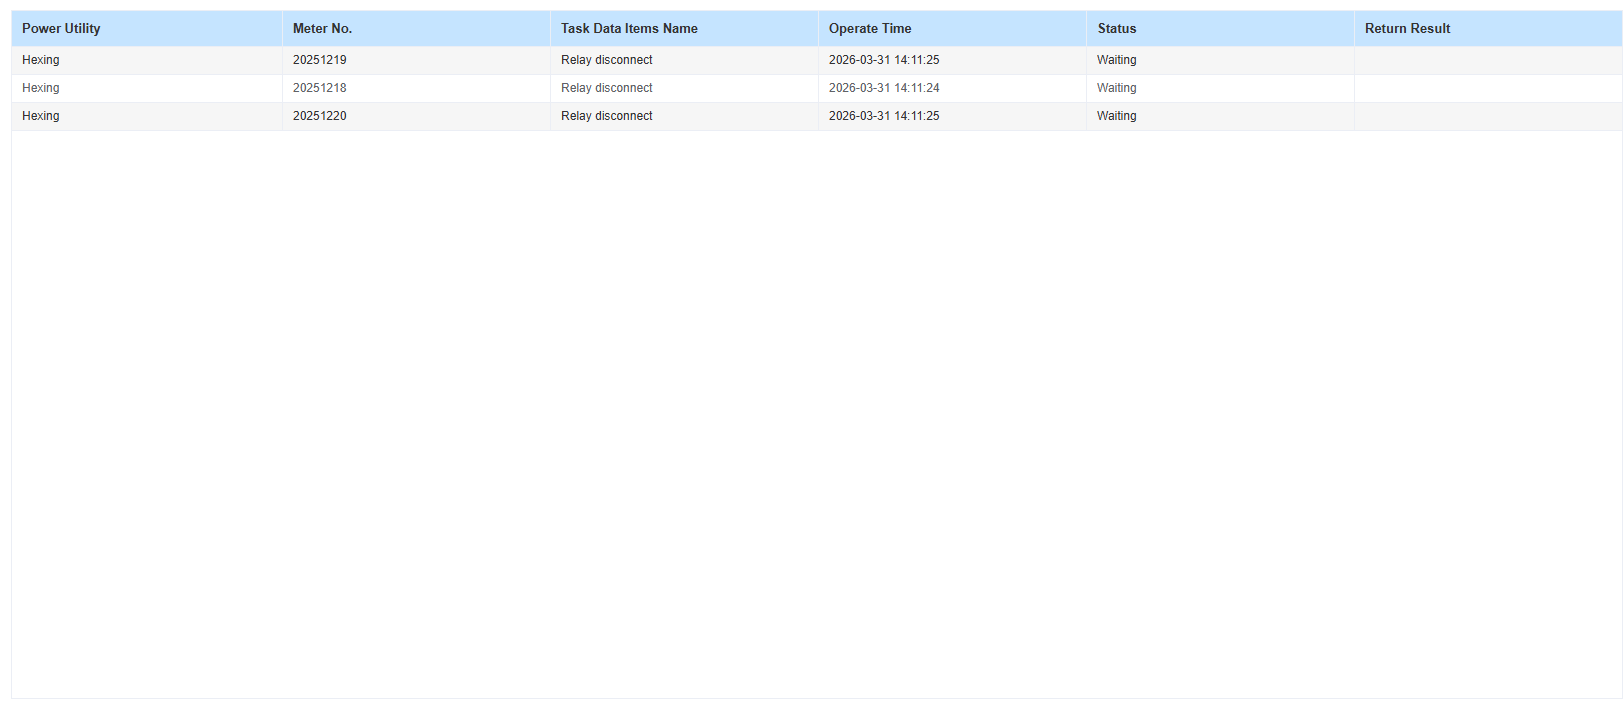 Power Utility Meter No. Task Data Items Name Operate Time Status Return Result
Hexing 20251219 Relay disconnect 2026-03-31 14:11:25 Waiting
Hexing 20251218 Relay disconnect 2026-03-31 14:11:24 Waiting
Hexing 20251220 Relay disconnect 2026-03-31 14:11:25 Waiting